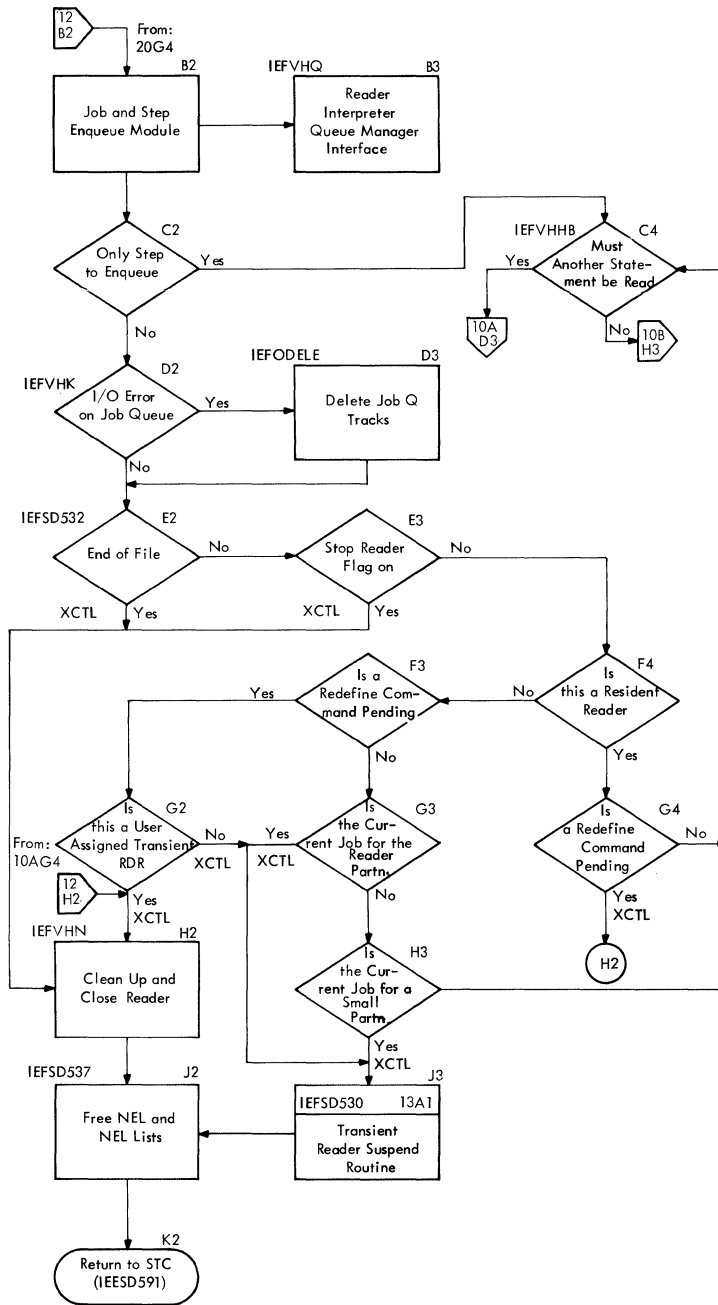 12
B2
From:
20G4
B2
Job and Step
Enqueue Module
IEFVHQ
B3
Reader
Interpreter
Queue Manager
Interface
C2
Only Step
to Enqueue
Yes
No
IEFVHHB
C4
Must
Another State-
ment be Read
Yes
No
10A
D3
10B
H3
IEFVHK
D2
I/O Error
on Job Queue
Yes
No
IEFODELE
D3
Delete Job Q
Tracks
IEFSD532
E2
End of File
No
XCTL
Yes
E3
Stop Reader
Flag on
No
XCTL
Yes
F3
Is a
Redefine Com-
mand Pending
Yes
No
F4
Is
this a Resident
Reader
No
Yes
G2
Is
this a User
Assigned Transient
RDR
No
XCTL
Yes
XCTL
From:
10AG4
12
H2
G3
Is
the Cur-
rent Job for the
Reader
Partn.
Yes
XCTL
No
G4
Is
a Redefine
Command
Pending
No
Yes
XCTL
H2
IEFVHN
H2
Clean Up and
Close Reader
H3
Is
the Cur-
rent Job for a
Small
Partn.
Yes
XCTL
IEFSD537
J2
Free NEL and
NEL Lists
J3
IEFSD530
13A1
Transient
Reader Suspend
Routine
K2
Return to STC
(IEESD591)